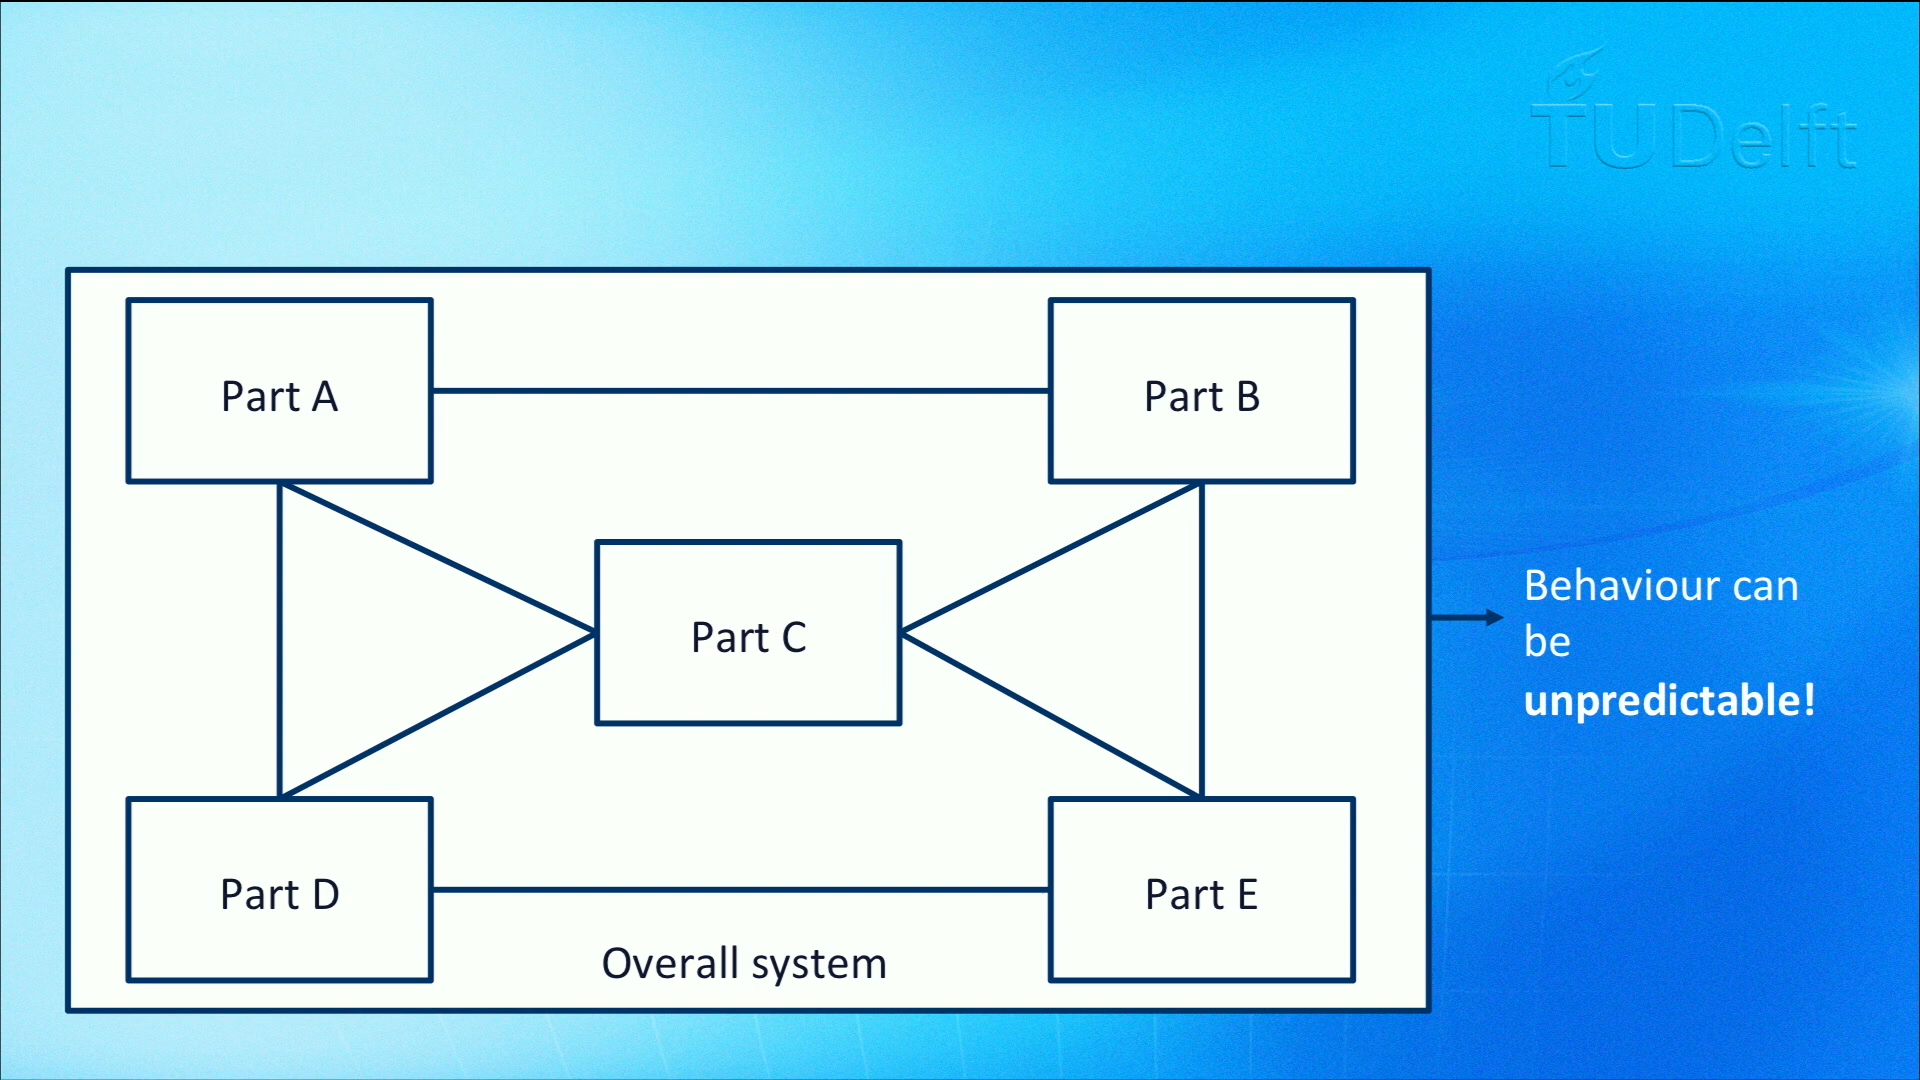 TUDelft
Part A
Part B
Part C
Behaviour can
be
unpredictable!
Part D
Part E
Overall system